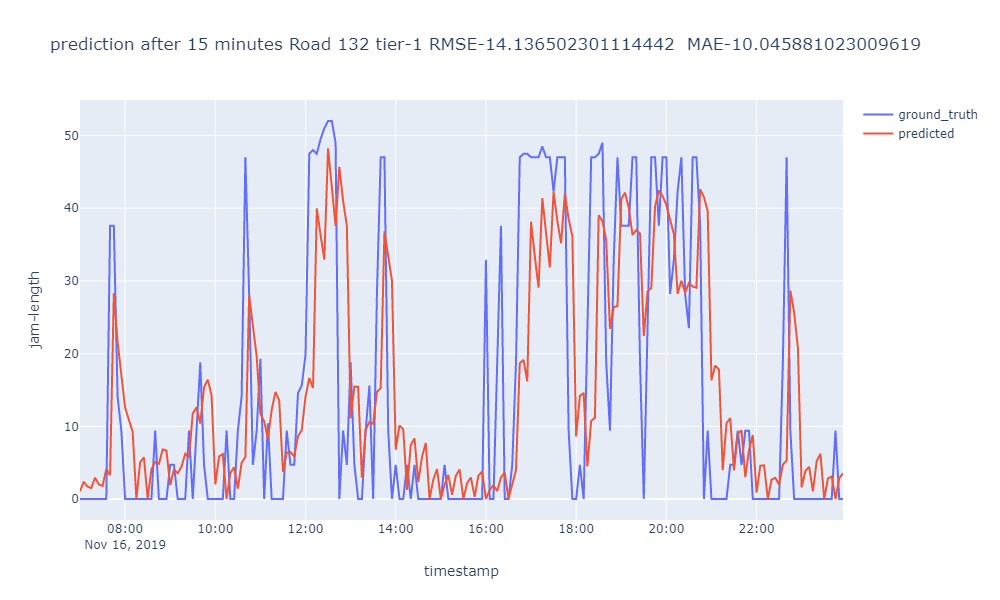 prediction after 15 minutes Road 132 tier-1 RMSE-14.136502301114442  MAE-10.045881023009619
ground_truth
predicted
50
40
30
20
10
0
jam-length
08:00 10:00 12:00 14:00 16:00 18:00 20:00 22:00
Nov 16, 2019
timestamp